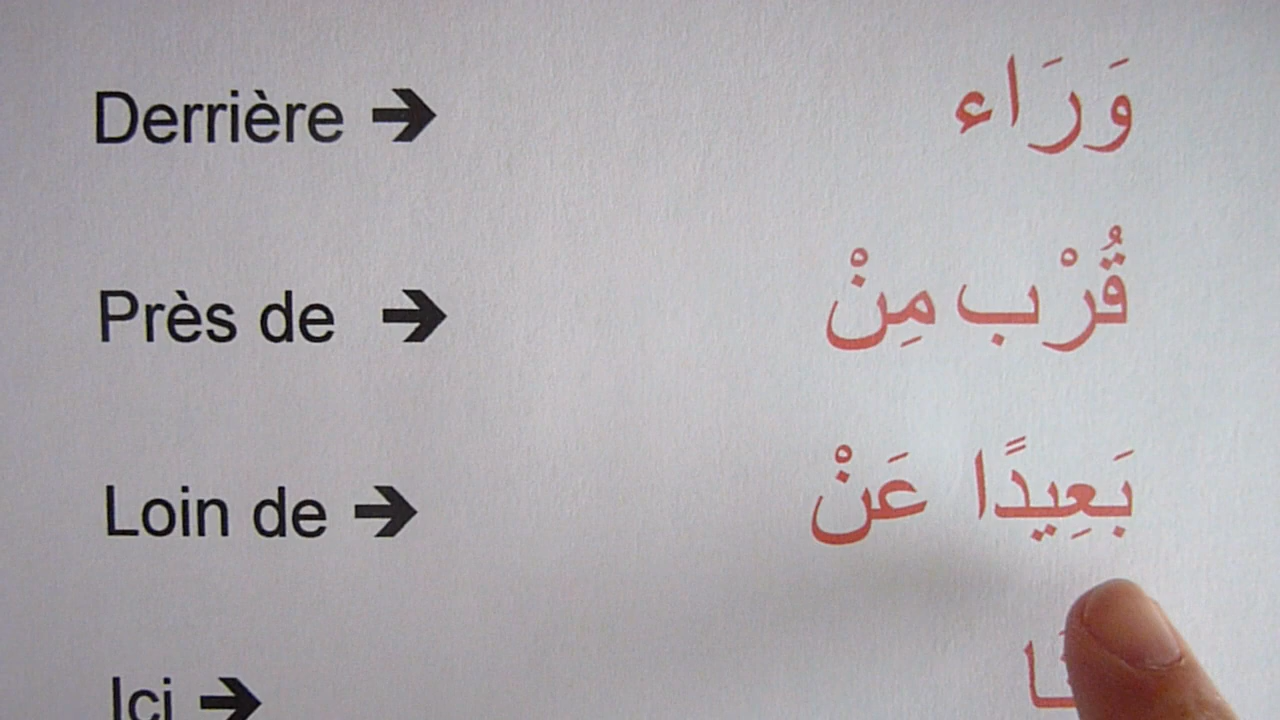 Derrière ➔ وَرَاء
Près de ➔ قُرْب مِنْ
Loin de ➔ بَعِيدًا عَنْ
Ici ➔